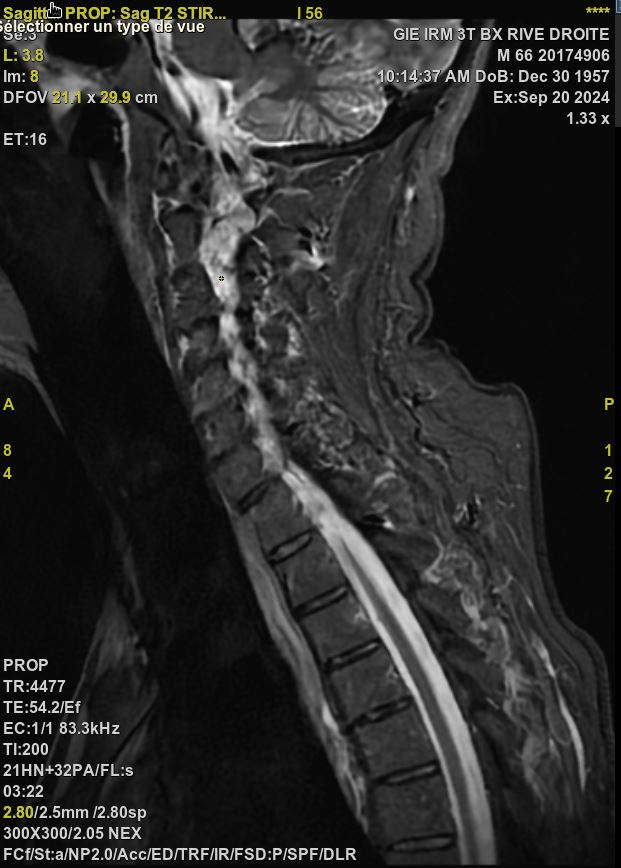 Sagitt PROP: Sag T2 STIR...
I 56
****
Sélectionner un type de vue
Se:3
GIE IRM 3T BX RIVE DROITE
L: 3.8
M 66 20174906
Im: 8
10:14:37 AM DoB: Dec 30 1957
DFOV 21.1 x 29.9 cm
Ex:Sep 20 2024
1.33 x
ET:16
A
P
8
1
4
2
7
PROP
TR:4477
TE:54.2/Ef
EC:1/1 83.3kHz
TI:200
21HN+32PA/FL:s
03:22
2.80/2.5mm /2.80sp
300X300/2.05 NEX
FCf/St:a/NP2.0/Acc/ED/TRF/IR/FSD:P/SPF/DLR